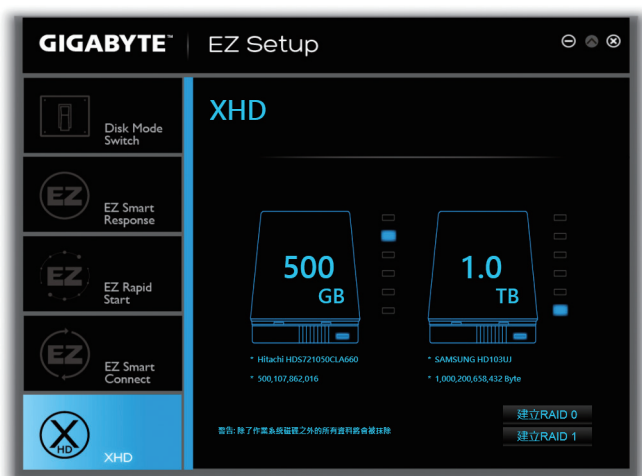 GIGABYTE™ EZ Setup
Disk Mode
Switch
EZ
EZ Smart
Response
EZ
EZ Rapid
Start
EZ
EZ Smart
Connect
X
HD
XHD
XHD
500
GB
1.0
TB
* Hitachi HDS721050CLA660
* 500,107,862,016
* SAMSUNG HD103UJ
* 1,000,200,658,432 Byte
警告: 除了作業系統磁碟之外的所有資料將會被抹除
建立RAID 0
建立RAID 1